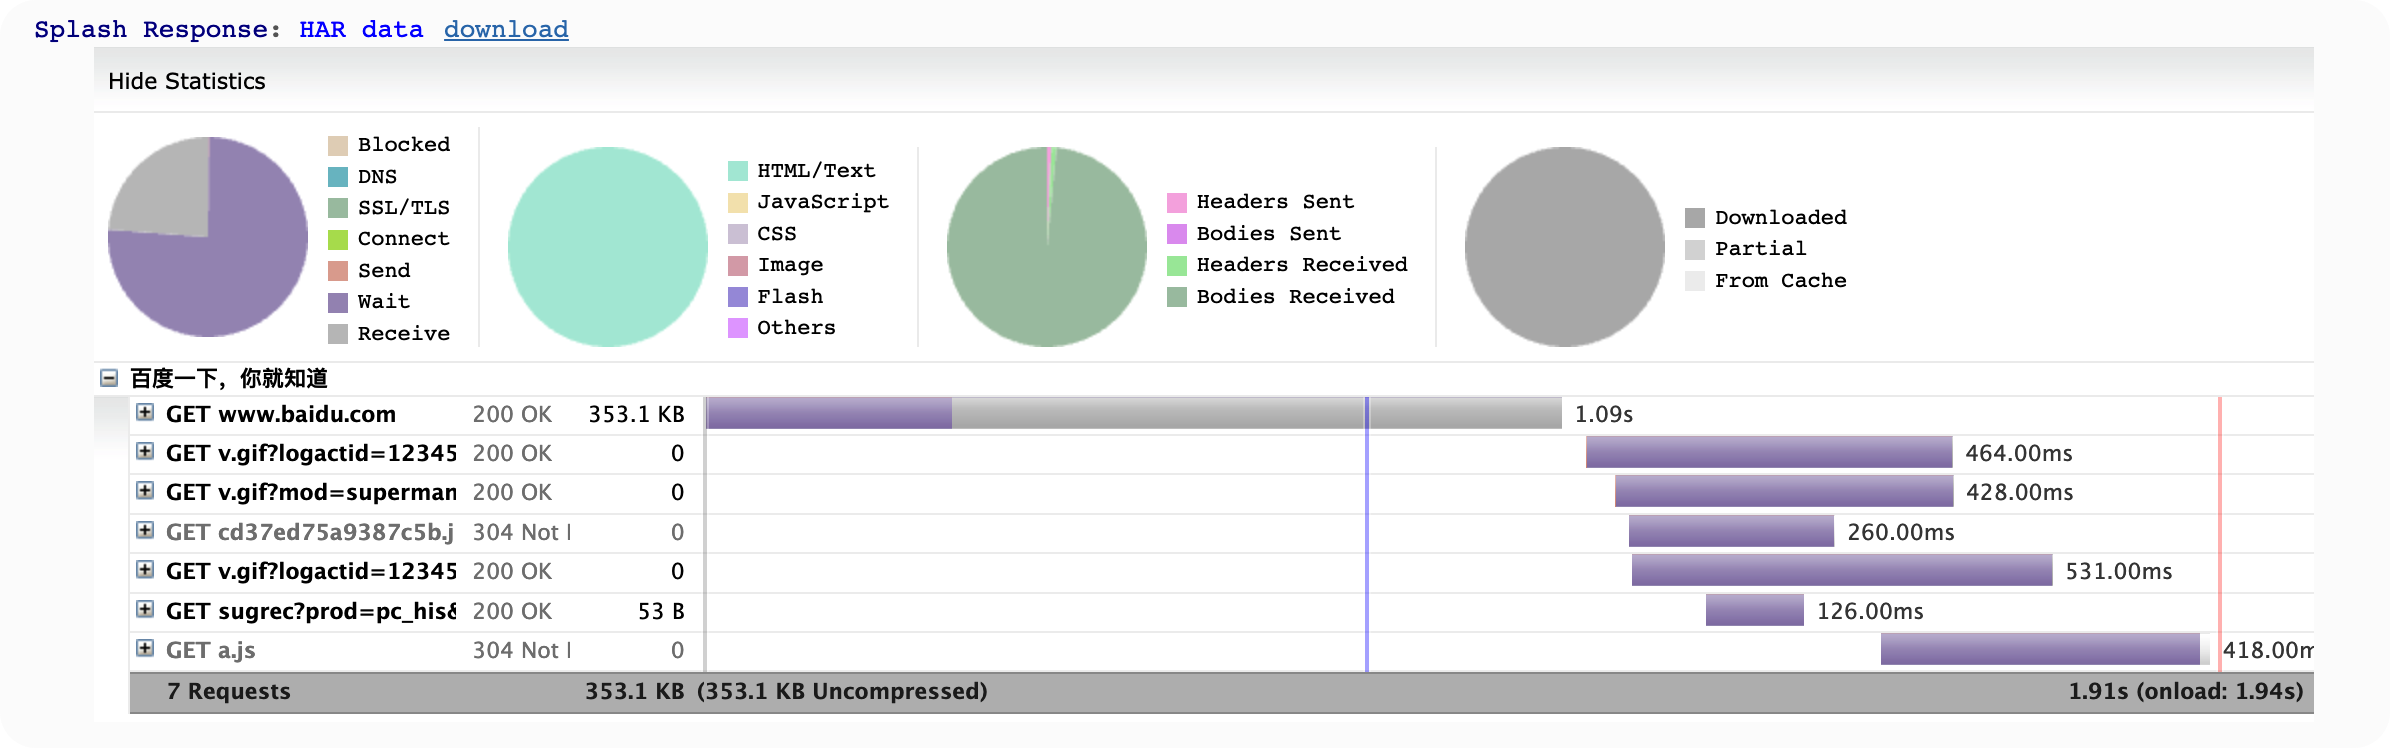 Splash Response: HAR data download
Hide Statistics
Blocked
DNS
SSL/TLS
Connect
Send
Wait
Receive
HTML/Text
JavaScript
CSS
Image
Flash
Others
Headers Sent
Bodies Sent
Headers Received
Bodies Received
Downloaded
Partial
From Cache
百度一下，你就知道
GET www.baidu.com 200 OK 353.1 KB 1.09s
GET v.gif?logactid=12345 200 OK 0 464.00ms
GET v.gif?mod=superman 200 OK 0 428.00ms
GET cd37ed75a9387c5b.j 304 Not 0 260.00ms
GET v.gif?logactid=12345 200 OK 0 531.00ms
GET sugrec?prod=pc_his& 200 OK 53 B 126.00ms
GET a.js 304 Not 0 418.00m
7 Requests 353.1 KB (353.1 KB Uncompressed) 1.91s (onload: 1.94s)